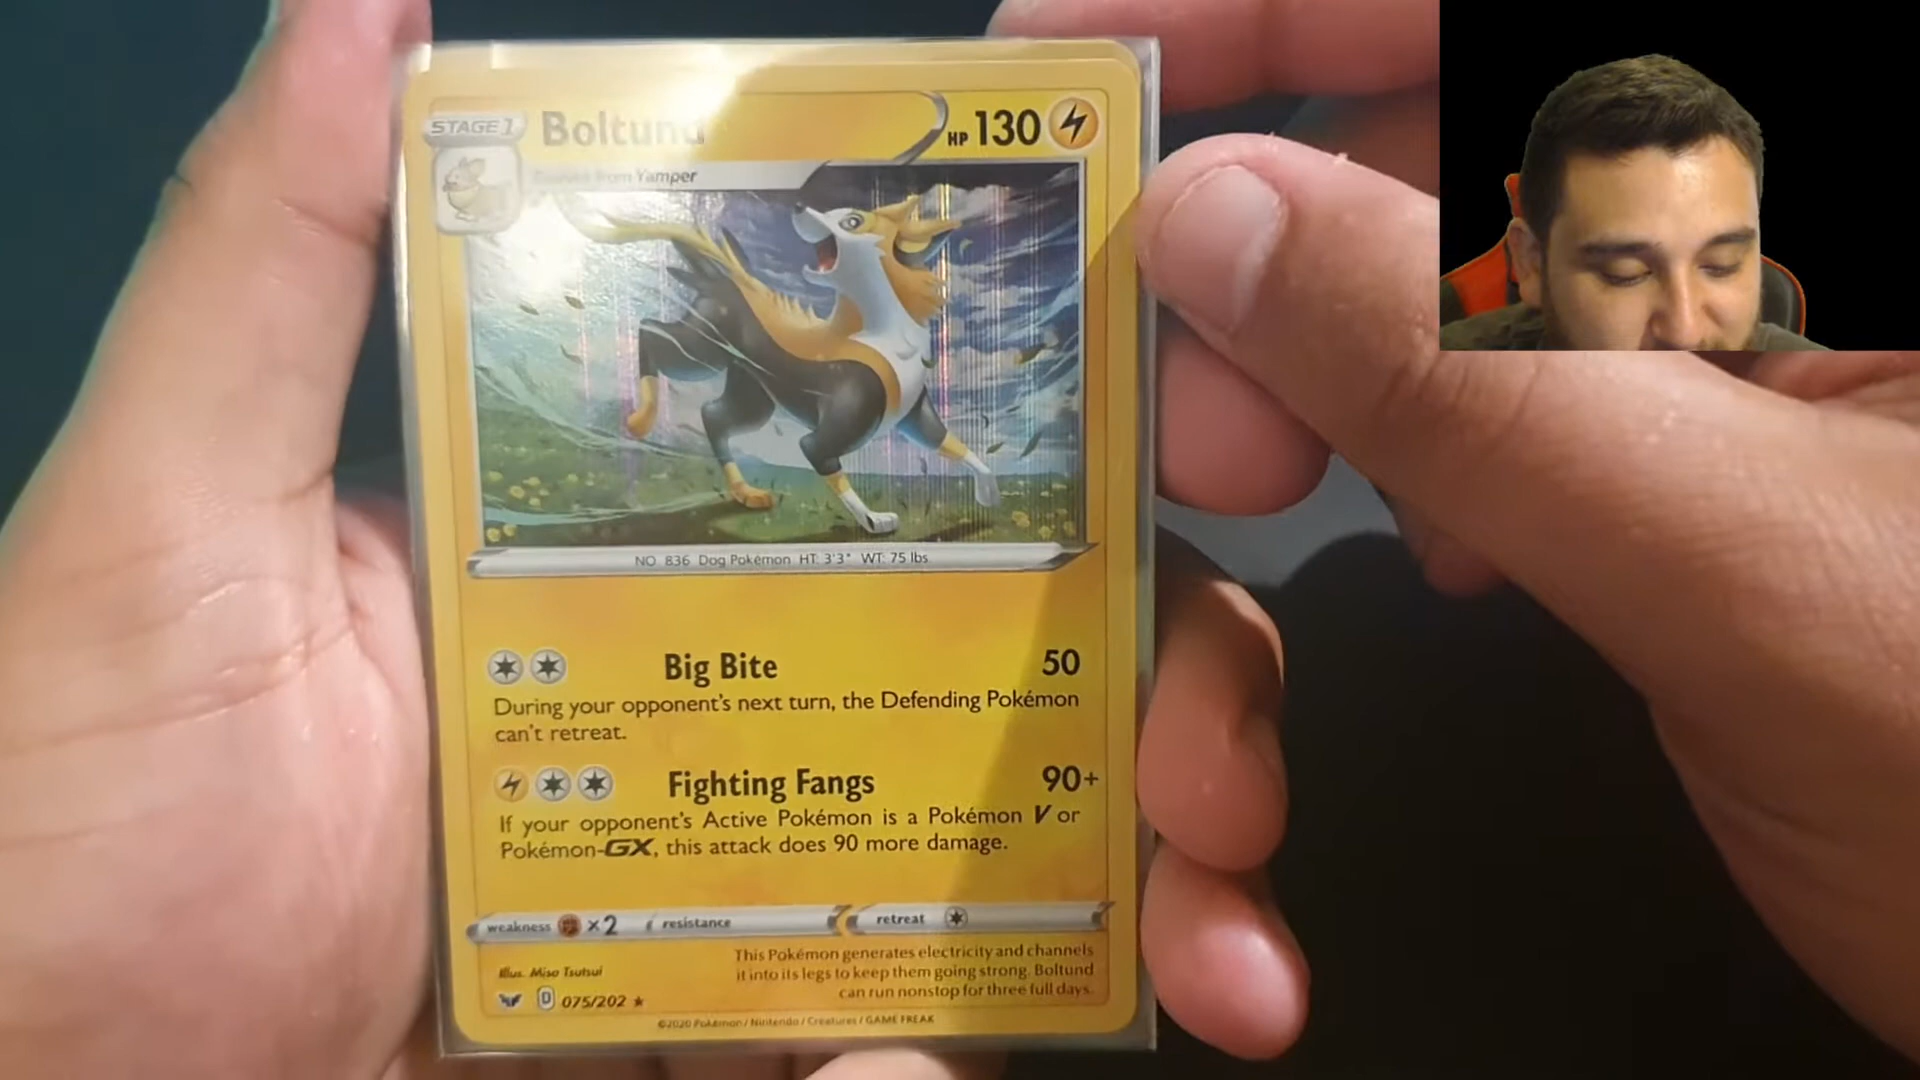 STAGE 1 Boltund HP 130
Evolves from Yamper
NO. 836 Dog Pokémon HT: 3'3" WT: 75 lbs.
Big Bite 50
During your opponent's next turn, the Defending Pokémon
can't retreat.
Fighting Fangs 90+
If your opponent's Active Pokémon is a Pokémon V or
Pokémon-GX, this attack does 90 more damage.
weakness ×2 resistance retreat
Illus. Miso Tsutsui
This Pokémon generates electricity and channels
it into its legs to keep them going strong. Boltund
can run nonstop for three full days.
D 075/202 ★
©2020 Pokémon / Nintendo / Creatures / GAME FREAK